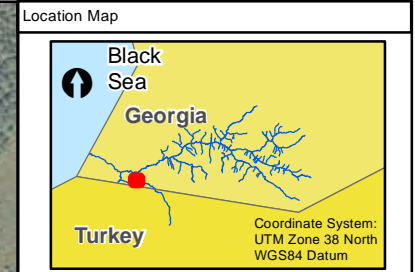 Location Map
Black
Sea
Georgia
Turkey
Coordinate System:
UTM Zone 38 North
WGS84 Datum